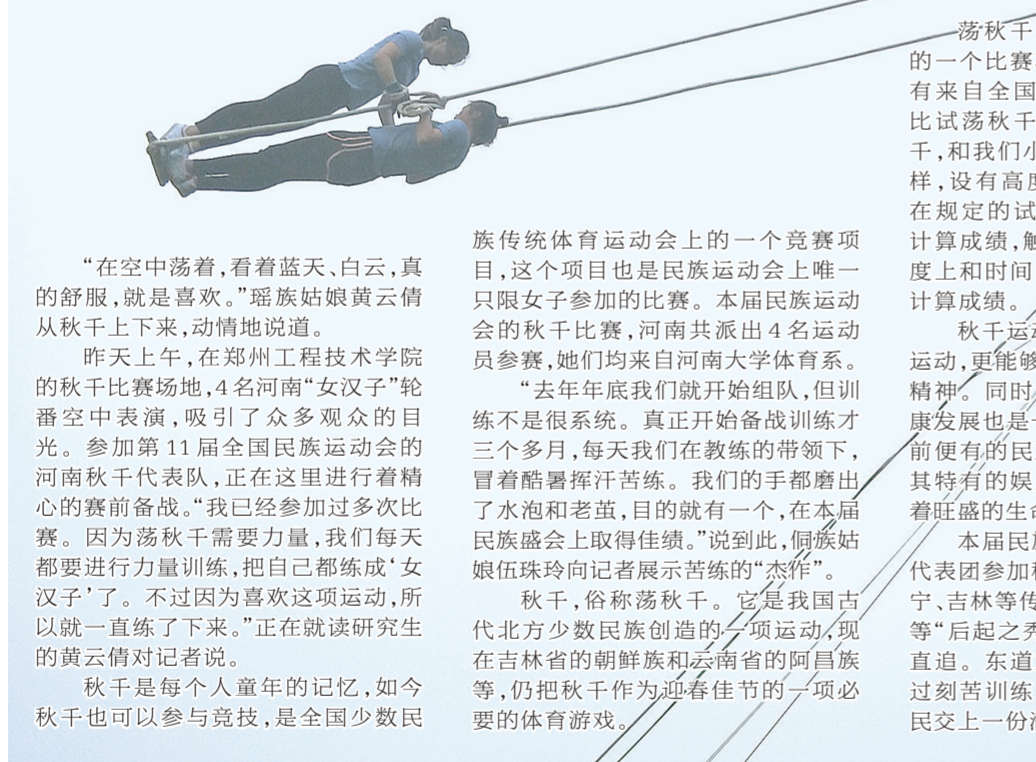 “在空中荡着,看着蓝天、白云,真
的舒服,就是喜欢。”瑶族姑娘黄云倩
从秋千上下来,动情地说道。
昨天上午,在郑州工程技术学院
的秋千比赛场地,4名河南“女汉子”轮
番空中表演,吸引了众多观众的目
光。参加第11届全国民族运动会的
河南秋千代表队,正在这里进行着精
心的赛前备战。“我已经参加过多次比
赛。因为荡秋千需要力量,我们每天
都要进行力量训练,把自己都练成‘女
汉子’了。不过因为喜欢这项运动,所
以就一直练了下来。”正在就读研究生
的黄云倩对记者说。
秋千是每个人童年的记忆,如今
秋千也可以参与竞技,是全国少数民
族传统体育运动会上的一个竞赛项
目,这个项目也是民族运动会上唯一
只限女子参加的比赛。本届民族运动
会的秋千比赛,河南共派出4名运动
员参赛,她们均来自河南大学体育系。
“去年年底我们就开始组队,但训
练不是很系统。真正开始备战训练才
三个多月,每天我们在教练的带领下,
冒着酷暑挥汗苦练。我们的手都磨出
了水泡和老茧,目的就有一个,在本届
民族盛会上取得佳绩。”说到此,侗族姑
娘伍珠玲向记者展示苦练的“杰作”。
秋千,俗称荡秋千。它是我国古
代北方少数民族创造的一项运动,现
在吉林省的朝鲜族和云南省的阿昌族
等,仍把秋千作为迎春佳节的一项必
要的体育游戏。
荡秋千
的一个比赛
有来自全国
比试荡秋千
千,和我们小
样,设有高度
在规定的试
计算成绩,触
度上和时间
计算成绩。
秋千运动
运动,更能够
精神。同时
康发展也是
前便有的民
其特有的娱
着旺盛的生命
本届民族
代表团参加
宁、吉林等传
等“后起之秀
直追。东道
过刻苦训练
民交上一份